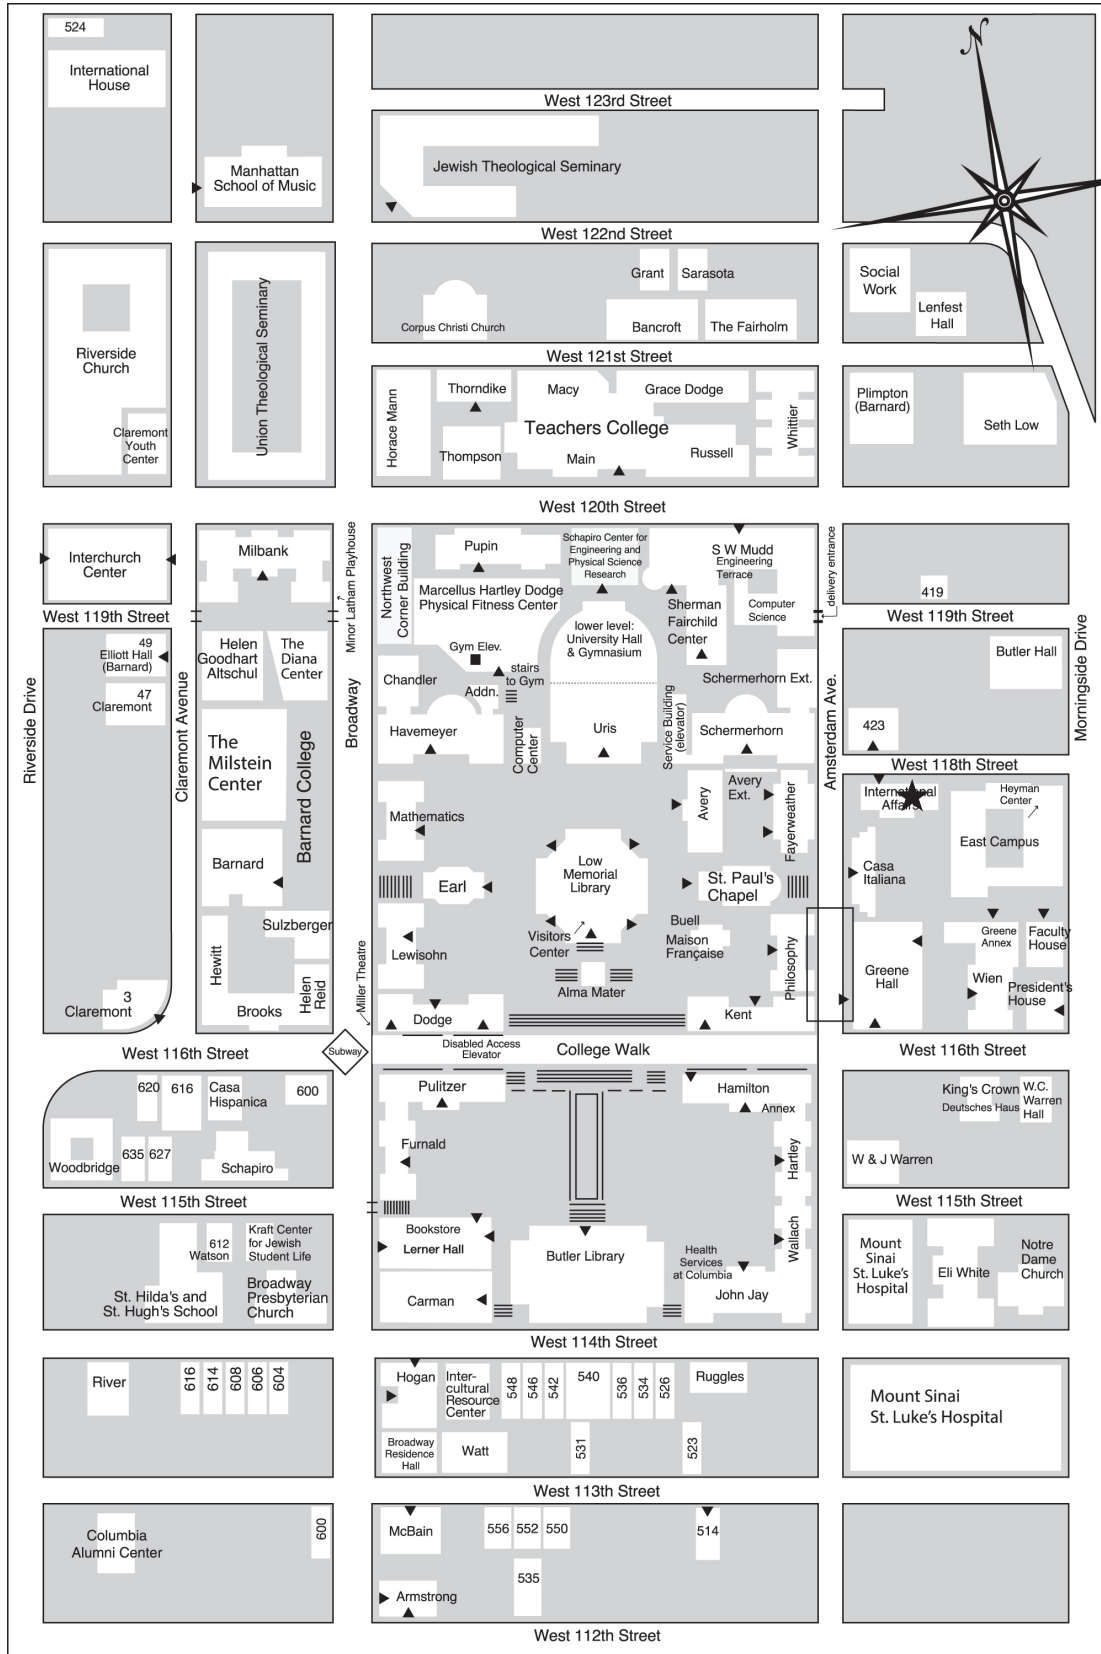 524
International
House
Manhattan
School of Music
West 123rd Street
Jewish Theological Seminary
N
West 122nd Street
Riverside
Church
Claremont
Youth
Center
Union Theological Seminary
Corpus Christi Church
Grant
Sarasota
Bancroft
The Fairholm
Social
Work
Lenfest
Hall
West 121st Street
Horace Mann
Thorndike
Thompson
Macy
Grace Dodge
Teachers College
Main
Russell
Whittier
Plimpton
(Barnard)
Seth Low
West 120th Street
Interchurch
Center
West 119th Street
Milbank
Minor Latham Playhouse
Northwest
Corner Building
Pupin
Schapiro Center for
Engineering and
Physical Science
Research
S W Mudd
Engineering
Terrace
Computer
Science
delivery entrance
419
West 119th Street
Marcellus Hartley Dodge
Physical Fitness Center
Sherman
Fairchild
Center
lower level:
University Hall
& Gymnasium
Gym Elev.
stairs
to Gym
49
Elliott Hall
(Barnard)
47
Claremont
Helen
Goodhart
Altschul
The
Diana
Center
Chandler
Addn.
Schermerhorn Ext.
Butler Hall
Riverside Drive
Claremont Avenue
Broadway
Amsterdam Ave.
Morningside Drive
423
Havemeyer
Computer
Center
Uris
Service Building
(elevator)
Schermerhorn
The
Milstein
Center
Barnard College
West 118th Street
International
Affairs
Heyman
Center
East Campus
Mathematics
Avery
Avery
Ext.
Fayerweather
Barnard
Earl
Low
Memorial
Library
St. Paul's
Chapel
Casa
Italiana
Sulzberger
Hewitt
Helen
Reid
Brooks
Lewisohn
Miller Theatre
Visitors
Center
Buell
Maison
Française
Philosophy
Greene
Hall
Greene
Annex
Faculty
House
Wien
President's
House
3
Claremont
Alma Mater
Dodge
Kent
West 116th Street
Subway
Disabled Access
Elevator
College Walk
West 116th Street
620
616
Casa
Hispanica
600
Woodbridge
635
627
Schapiro
Pulitzer
Furnald
Hamilton
Annex
Hartley
King's Crown
Deutsches Haus
W.C.
Warren
Hall
W & J Warren
West 115th Street
West 115th Street
612
Watson
Kraft Center
for Jewish
Student Life
St. Hilda's and
St. Hugh's School
Broadway
Presbyterian
Church
Bookstore
Lerner Hall
Carman
Butler Library
Health
Services
at Columbia
John Jay
Wallach
Mount
Sinai
St. Luke's
Hospital
Eli White
Notre
Dame
Church
West 114th Street
River
616
614
608
606
604
Hogan
Inter-
cultural
Resource
Center
548
546
542
540
536
534
526
Ruggles
Broadway
Residence
Hall
Watt
531
523
Mount Sinai
St. Luke's Hospital
West 113th Street
Columbia
Alumni Center
600
McBain
556
552
550
514
535
Armstrong
West 112th Street